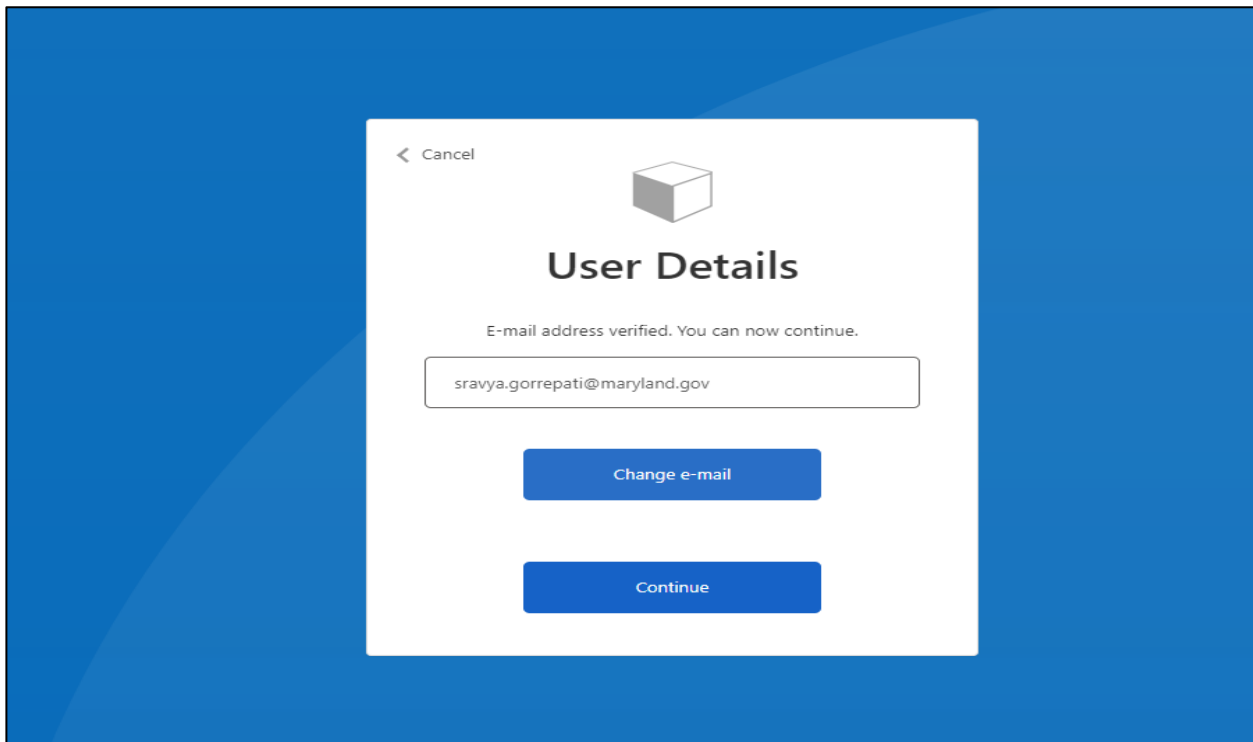 Cancel
User Details
E-mail address verified. You can now continue.
sravya.gorrepati@maryland.gov
Change e-mail
Continue